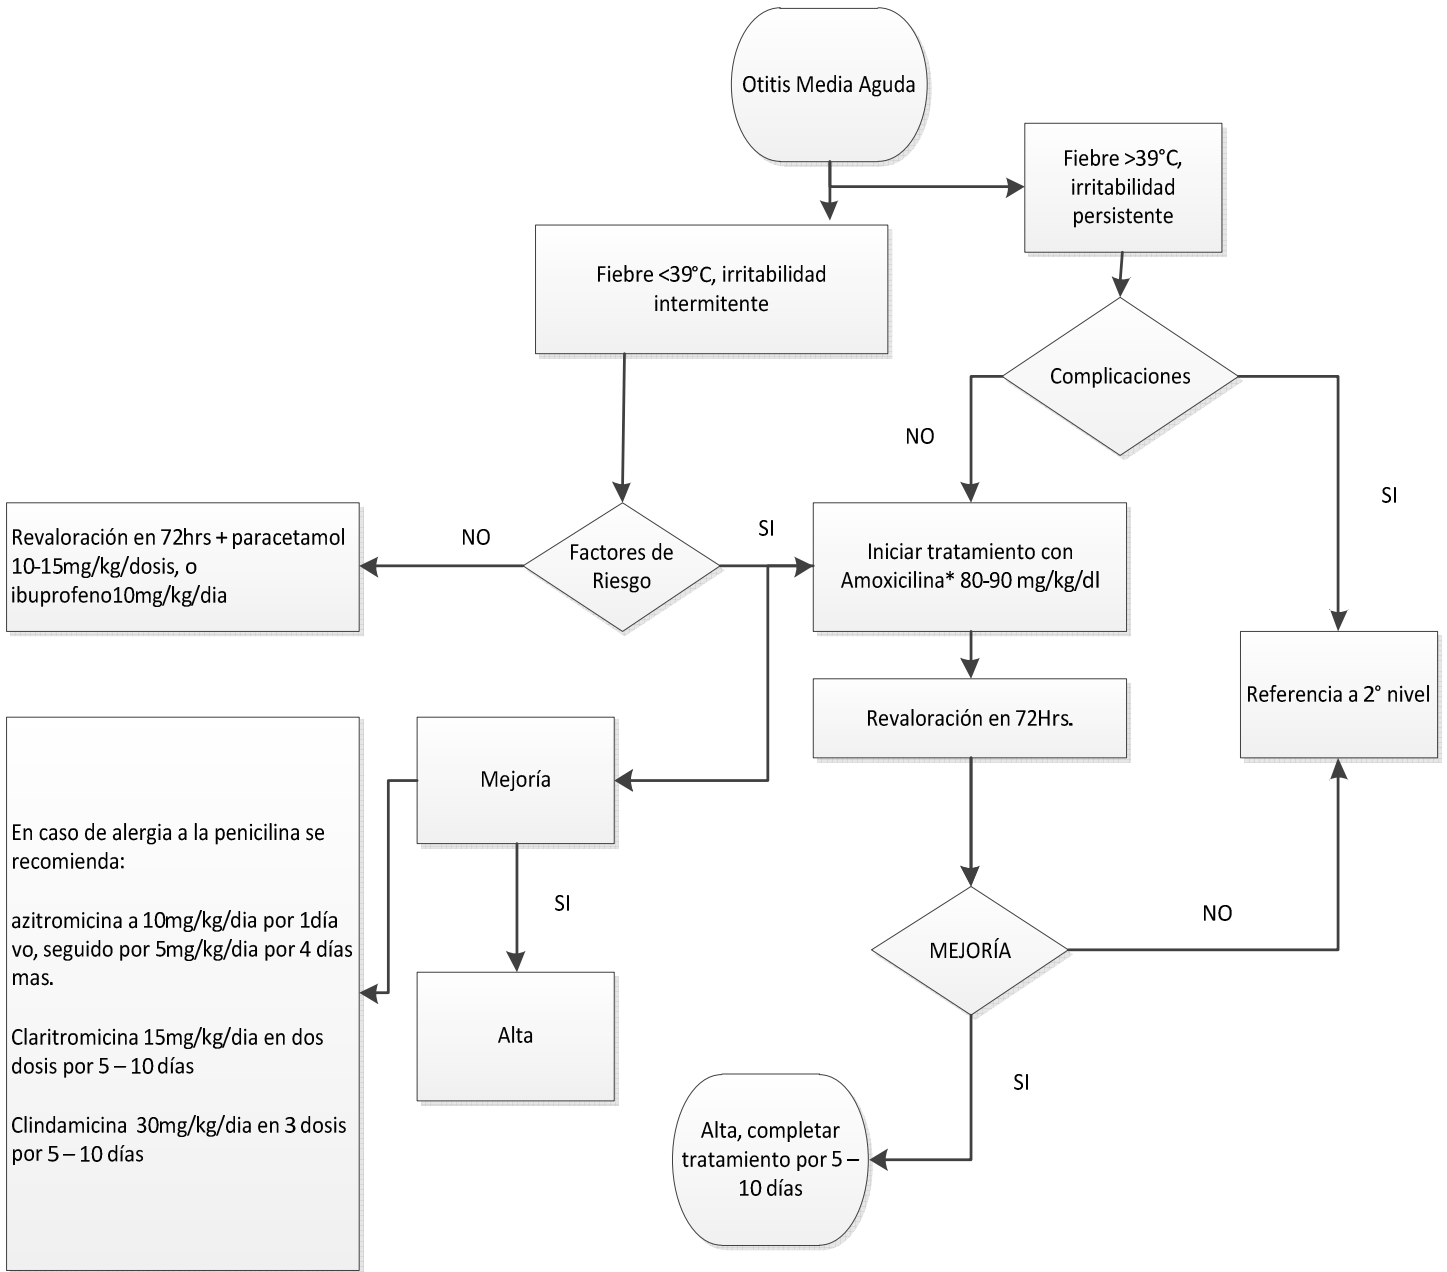 Otitis Media Aguda
Fiebre >39°C,
irritabilidad
persistente
Fiebre <39°C, irritabilidad
intermitente
Complicaciones
NO
SI
Factores de
Riesgo
NO
SI
Revaloración en 72hrs + paracetamol
10-15mg/kg/dosis, o
ibuprofeno10mg/kg/dia
Iniciar tratamiento con
Amoxicilina* 80-90 mg/kg/dI
Revaloración en 72Hrs.
Referencia a 2° nivel
Mejoría
SI
Alta
En caso de alergia a la penicilina se
recomienda:
azitromicina a 10mg/kg/dia por 1día
vo, seguido por 5mg/kg/dia por 4 días
mas.
Claritromicina 15mg/kg/dia en dos
dosis por 5 – 10 días
Clindamicina 30mg/kg/dia en 3 dosis
por 5 – 10 días
MEJORÍA
NO
SI
Alta, completar
tratamiento por 5 –
10 días